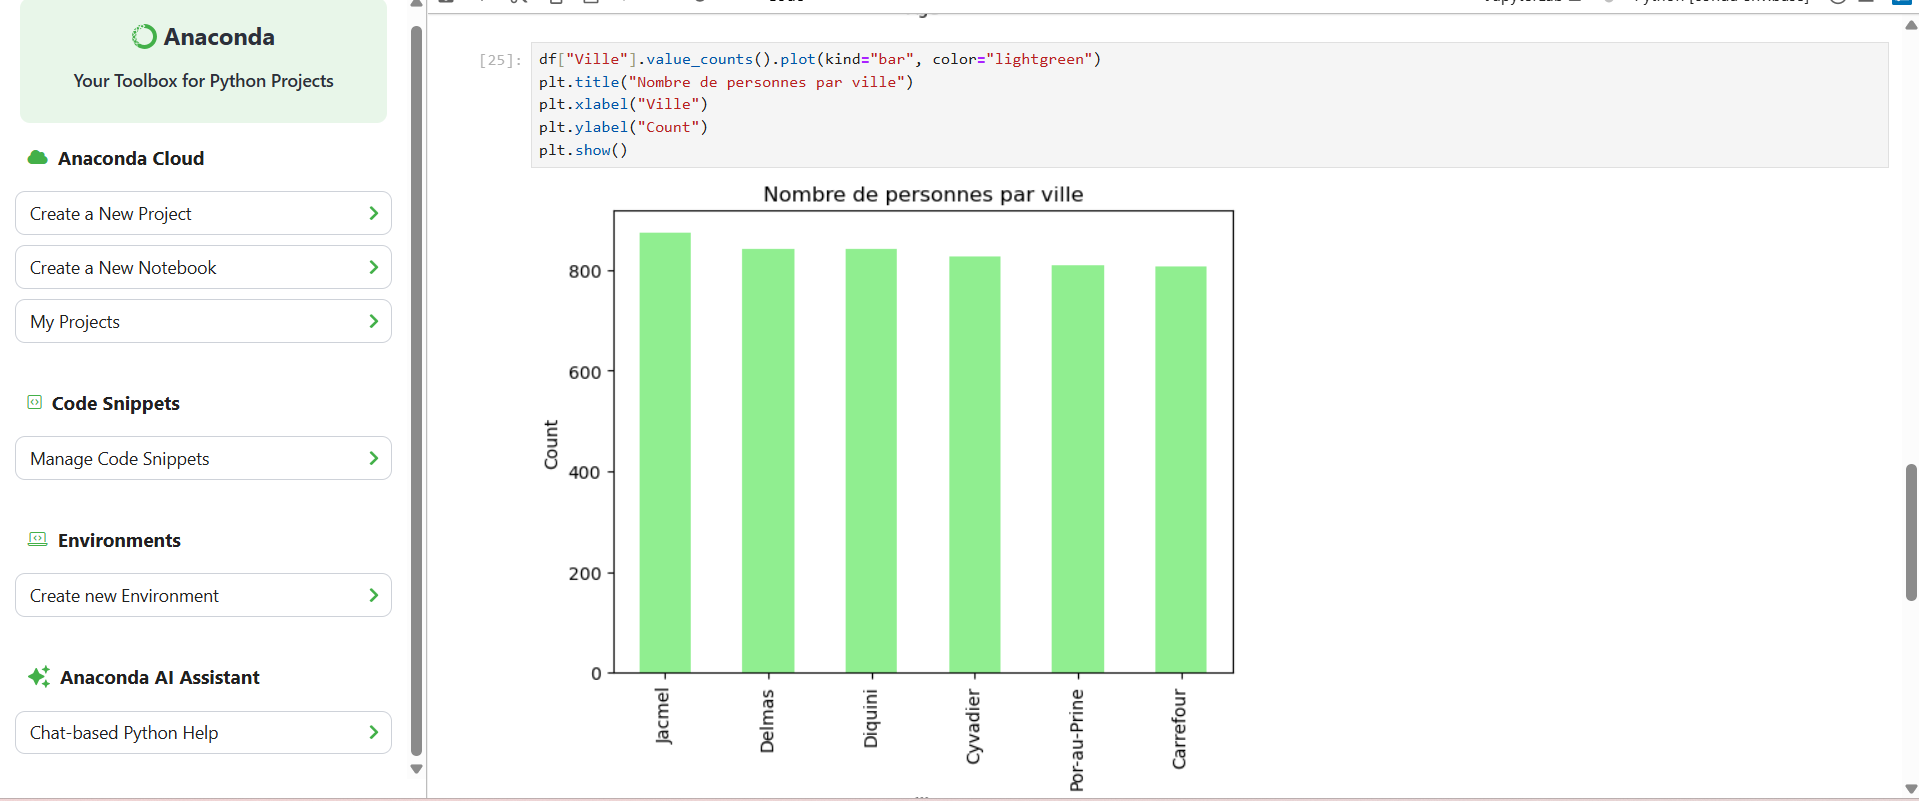 Anaconda
Your Toolbox for Python Projects
Anaconda Cloud
Create a New Project
Create a New Notebook
My Projects
Code Snippets
Manage Code Snippets
Environments
Create new Environment
Anaconda AI Assistant
Chat-based Python Help
[25]:
df["Ville"].value_counts().plot(kind="bar", color="lightgreen")
plt.title("Nombre de personnes par ville")
plt.xlabel("Ville")
plt.ylabel("Count")
plt.show()
Nombre de personnes par ville
800
600
400
200
0
Count
Jacmel
Delmas
Diquini
Cyvadier
Por-au-Prine
Carrefour